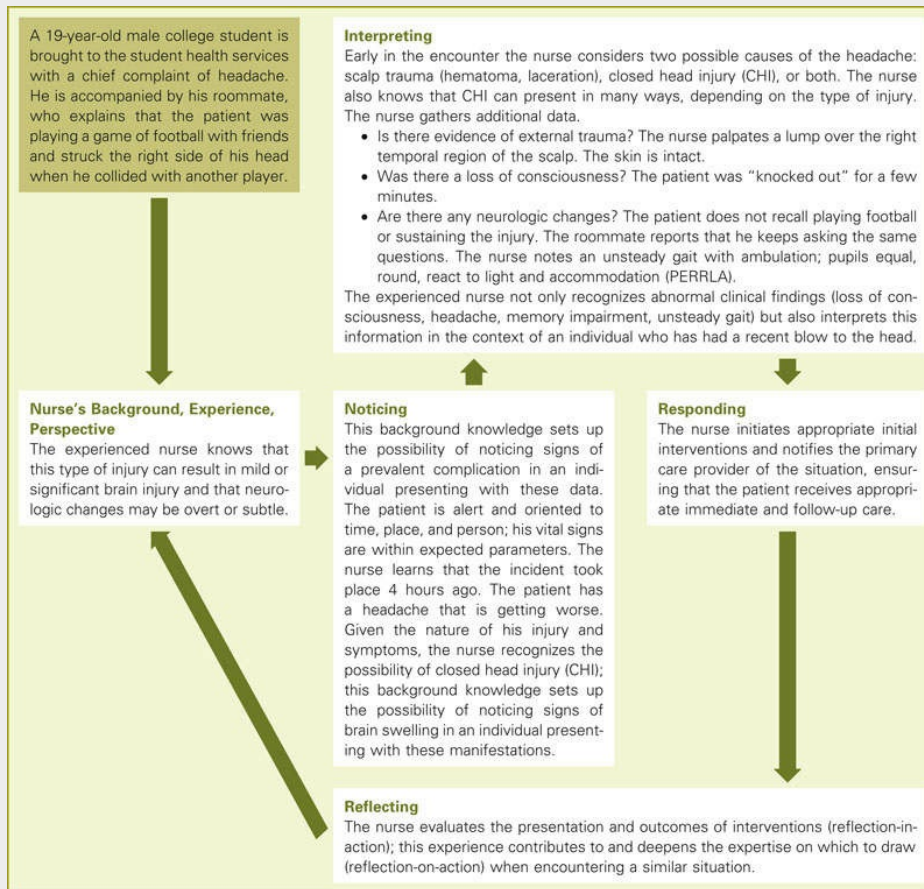 A 19-year-old male college student is
brought to the student health services
with a chief complaint of headache.
He is accompanied by his roommate,
who explains that the patient was
playing a game of football with friends
and struck the right side of his head
when he collided with another player.
Interpreting
Early in the encounter the nurse considers two possible causes of the headache:
scalp trauma (hematoma, laceration), closed head injury (CHI), or both. The nurse
also knows that CHI can present in many ways, depending on the type of injury.
The nurse gathers additional data.
• Is there evidence of external trauma? The nurse palpates a lump over the right
temporal region of the scalp. The skin is intact.
• Was there a loss of consciousness? The patient was “knocked out” for a few
minutes.
• Are there any neurologic changes? The patient does not recall playing football
or sustaining the injury. The roommate reports that he keeps asking the same
questions. The nurse notes an unsteady gait with ambulation; pupils equal,
round, react to light and accommodation (PERRLA).
The experienced nurse not only recognizes abnormal clinical findings (loss of con-
sciousness, headache, memory impairment, unsteady gait) but also interprets this
information in the context of an individual who has had a recent blow to the head.
Nurse’s Background, Experience,
Perspective
The experienced nurse knows that
this type of injury can result in mild or
significant brain injury and that neuro-
logic changes may be overt or subtle.
Noticing
This background knowledge sets up
the possibility of noticing signs of
a prevalent complication in an indi-
vidual presenting with these data.
The patient is alert and oriented to
time, place, and person; his vital signs
are within expected parameters. The
nurse learns that the incident took
place 4 hours ago. The patient has
a headache that is getting worse.
Given the nature of his injury and
symptoms, the nurse recognizes the
possibility of closed head injury (CHI);
this background knowledge sets up
the possibility of noticing signs of
brain swelling in an individual present-
ing with these manifestations.
Responding
The nurse initiates appropriate initial
interventions and notifies the primary
care provider of the situation, ensur-
ing that the patient receives appropri-
ate immediate and follow-up care.
Reflecting
The nurse evaluates the presentation and outcomes of interventions (reflection-in-
action); this experience contributes to and deepens the expertise on which to draw
(reflection-on-action) when encountering a similar situation.